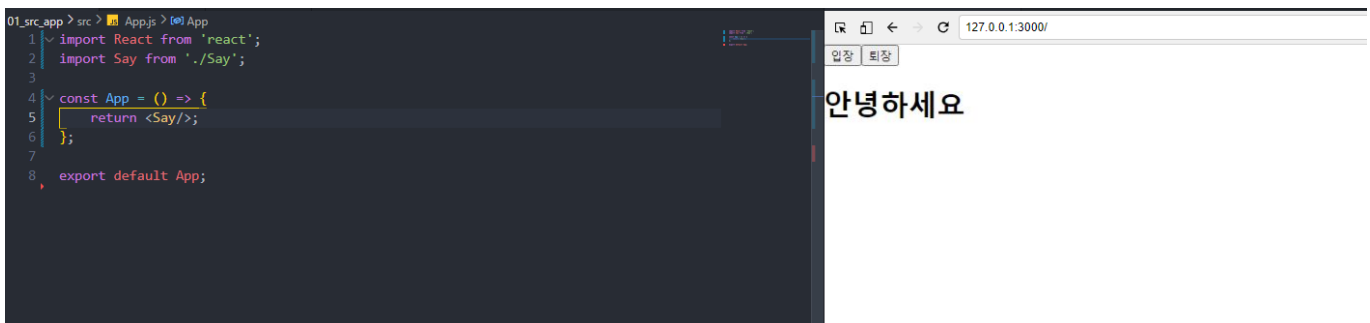 01_src_app > src > JS App.js > App
1 import React from 'react';
2 import Say from './Say';
3
4 const App = () => {
5 return <Say/>;
6 };
7
8 export default App;
127.0.0.1:3000/
입장 퇴장
안녕하세요